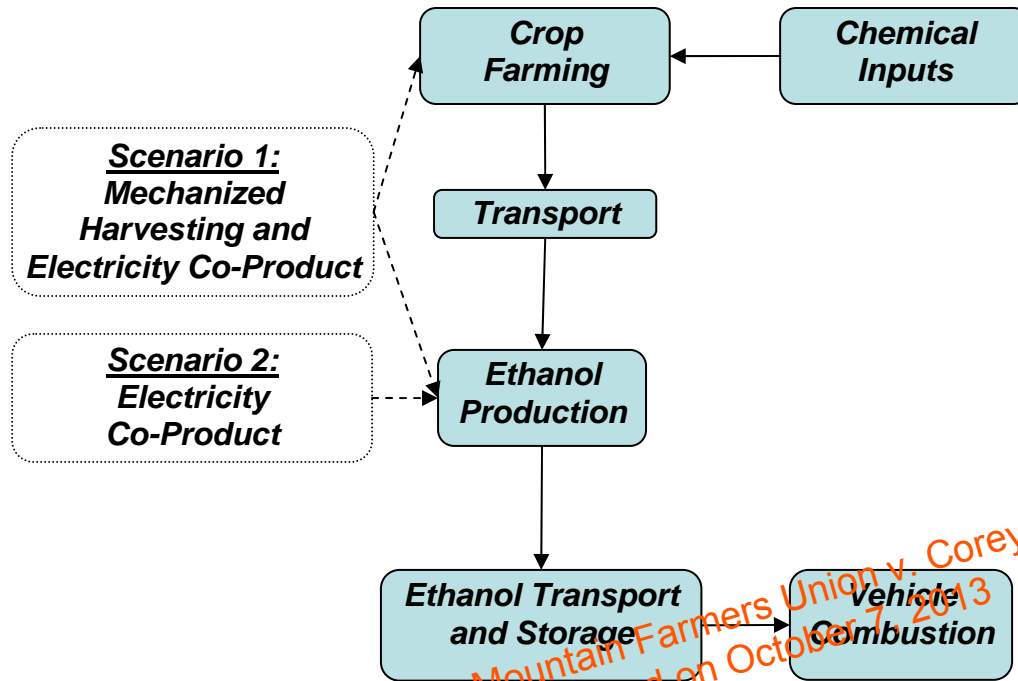 Crop
Farming
Chemical
Inputs
Scenario 1:
Mechanized
Harvesting and
Electricity Co-Product
Transport
Scenario 2:
Electricity
Co-Product
Ethanol
Production
Ethanol Transport
and Storage
Vehicle
Combustion
Mountain Farmers Union v. Corey
on October 7, 2013